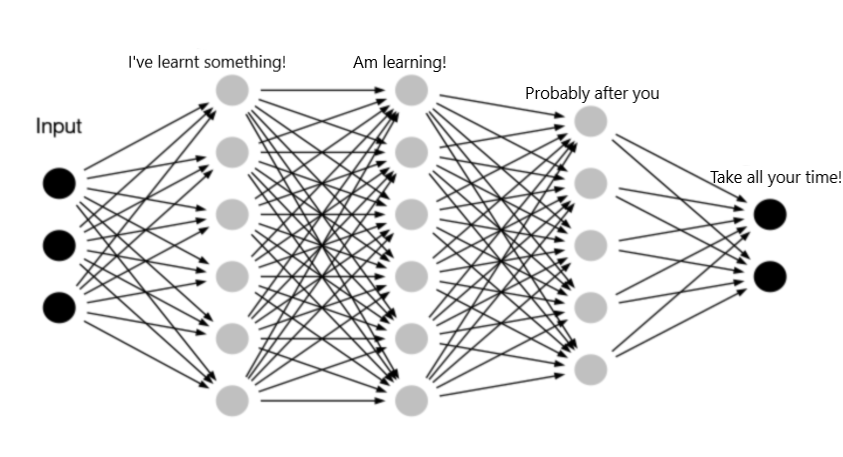 I've learnt something!
Am learning!
Probably after you
Input
Take all your time!